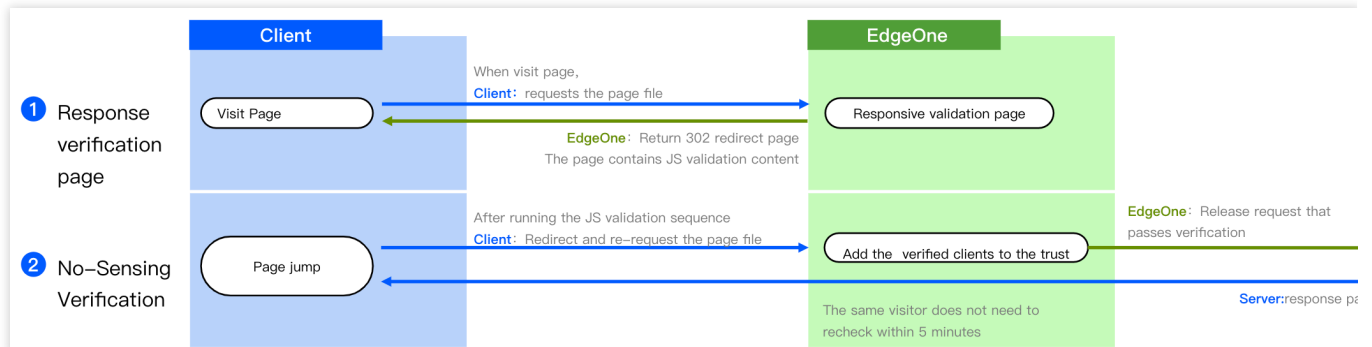 Client
EdgeOne
1 Response
verification
page
Visit Page
When visit page,
Client: requests the page file
EdgeOne: Return 302 redirect page
The page contains JS validation content
Responsive validation page
2 No-Sensing
Verification
Page jump
After running the JS validation sequence
Client: Redirect and re-request the page file
Add the verified clients to the trust
The same visitor does not need to
recheck within 5 minutes
EdgeOne: Release request that
passes verification
Server:response